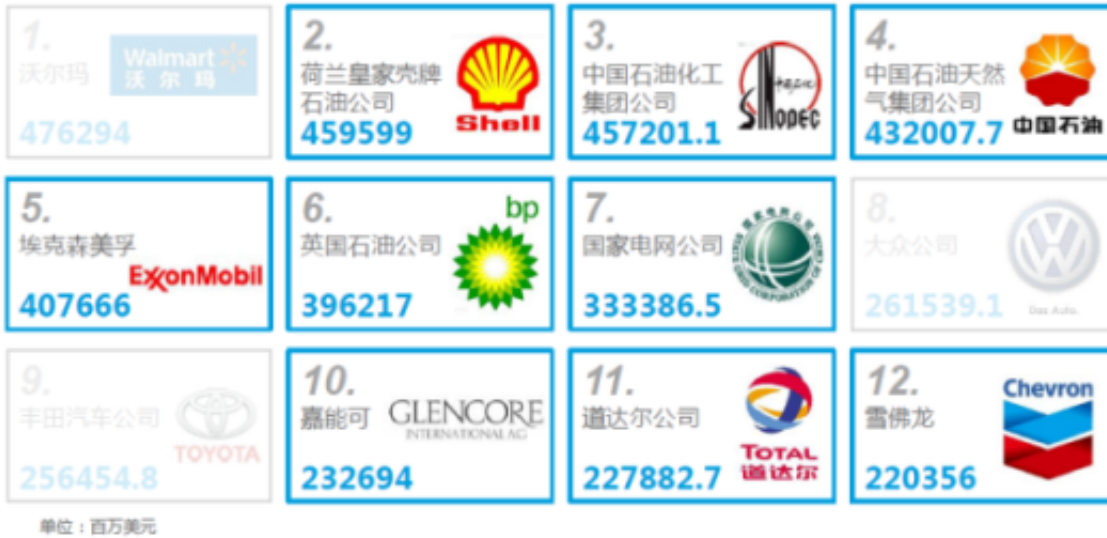 1.
沃尔玛
Walmart
沃尔玛
476294
2.
荷兰皇家壳牌
石油公司
Shell
459599
3.
中国石油化工
集团公司
SINOPEC
457201.1
4.
中国石油天然
气集团公司
中国石油
432007.7
5.
埃克森美孚
ExxonMobil
407666
6.
英国石油公司
bp
396217
7.
国家电网公司
333386.5
8.
大众公司
Das Auto.
261539.1
9.
丰田汽车公司
TOYOTA
256454.8
10.
嘉能可
GLENCORE
INTERNATIONAL AG
232694
11.
道达尔公司
TOTAL
道达尔
227882.7
12.
雪佛龙
Chevron
220356
单位：百万美元